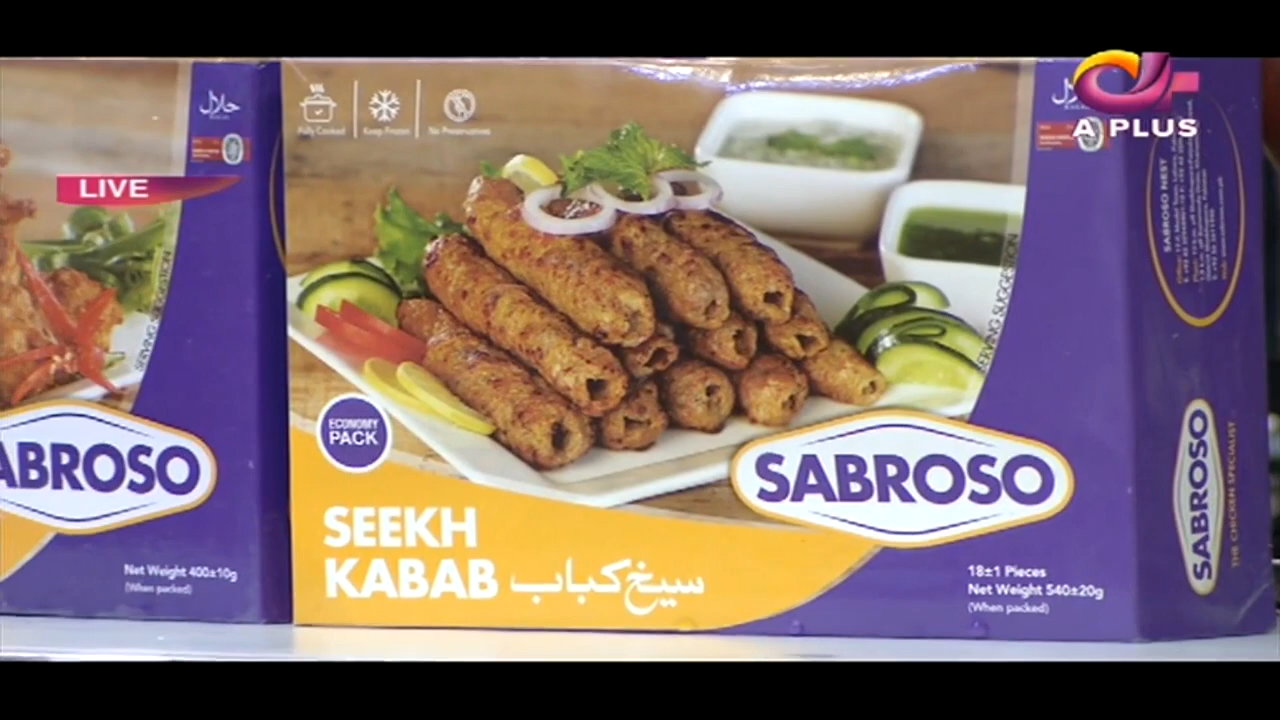 Fully Cooked
Keep Frozen
No Preservatives
حلال
A PLUS
LIVE
SERVING SUGGESTION
SERVING SUGGESTION
SABROSO NEST
ECONOMY
PACK
ABROSO
SABROSO
SABROSO
THE CHICKEN SPECIALIST
SEEKH
KABAB سیخ کباب
Net Weight 400±10g
(When packed)
18±1 Pieces
Net Weight 540±20g
(When packed)